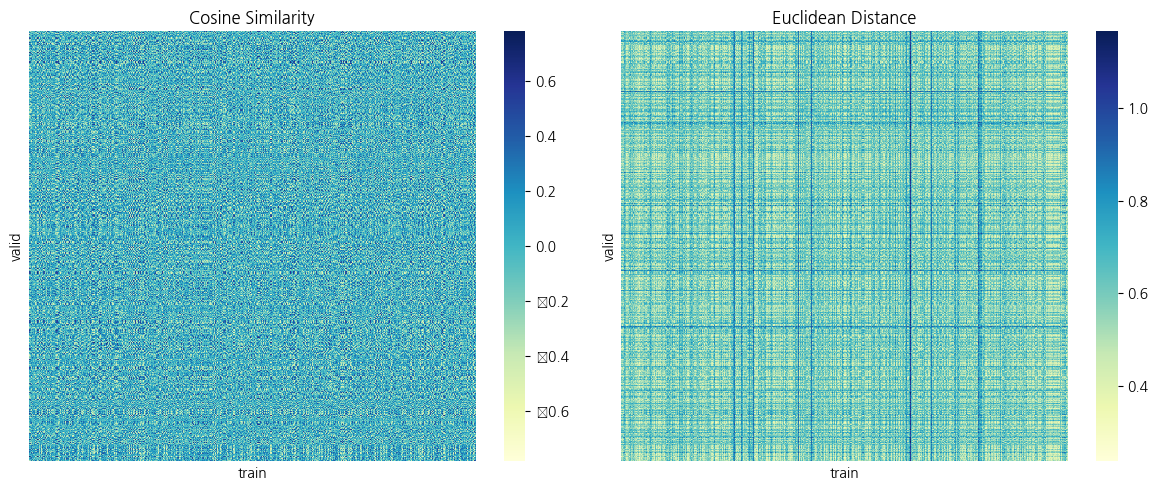 Cosine Similarity
valid
train
0.6
0.4
0.2
0.0
▯0.2
▯0.4
▯0.6
Euclidean Distance
valid
train
1.0
0.8
0.6
0.4